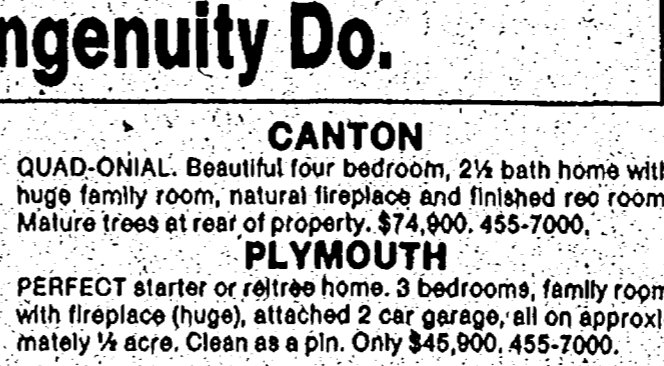 ngenuity Do.
CANTON
QUAD-ONIAL. Beautiful four bedroom, 2½ bath home with
huge family room, natural fireplace and finished rec room
Mature trees at rear of property. $74,900. 455-7000.
PLYMOUTH
PERFECT starter or reitree home. 3 bedrooms, family room
with fireplace (huge), attached 2 car garage, all on approxi
mately ½ acre. Clean as a pin. Only $45,900. 455-7000.